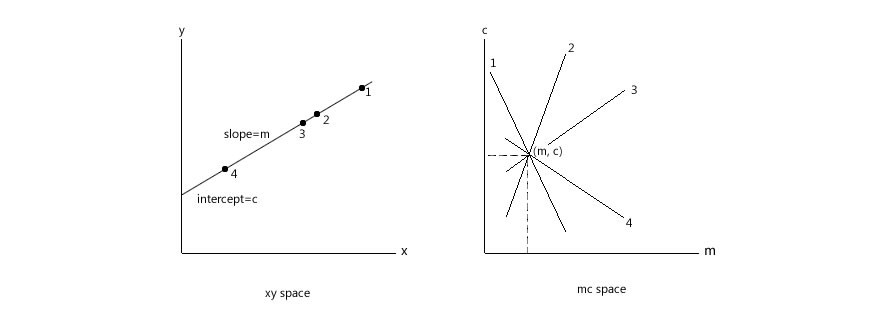 y
1
2
3
slope=m
4
intercept=c
x
xy space
c
2
1
3
(m, c)
4
m
mc space